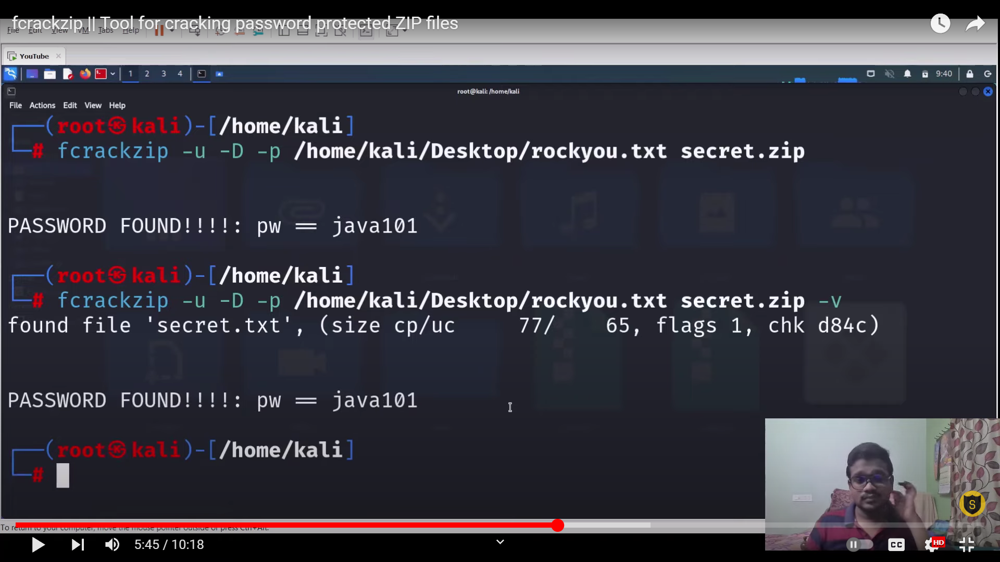 fcrackzip || Tool for cracking password protected ZIP files
File Edit View VM Tabs Help
YouTube
1 2 3 4 9:40
root@kali: /home/kali
File Actions Edit View Help
(root㉿kali)-[/home/kali]
# fcrackzip -u -D -p /home/kali/Desktop/rockyou.txt secret.zip
PASSWORD FOUND!!!!: pw == java101
(root㉿kali)-[/home/kali]
# fcrackzip -u -D -p /home/kali/Desktop/rockyou.txt secret.zip -v
found file 'secret.txt', (size cp/uc 77/ 65, flags 1, chk d84c)
PASSWORD FOUND!!!!: pw == java101
(root㉿kali)-[/home/kali]
#
S
To return to your computer, move the mouse pointer outside or press Ctrl+Alt.
5:45 / 10:18
CC HD